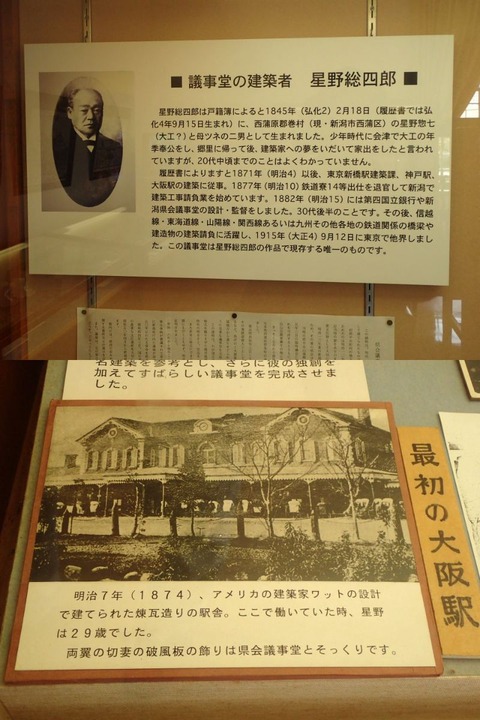 ■ 議事堂の建築者　星野総四郎 ■
星野総四郎は戸籍簿によると1845年（弘化2）2月18日（履歴書では弘
化4年9月15日生まれ）に、西蒲原郡巻村（現・新潟市西蒲区）の星野惣七
（大工？）と母ツネの二男として生まれました。少年時代に会津で大工の年
季奉公をし、郷里に帰って後、建築家への夢をいだいて家出をしたと言われ
ていますが、20代中頃までのことはよくわかっていません。
履歴書によりますと1871年（明治4）以後、東京新橋駅建築課、神戸駅、
大阪駅の建築に従事。1877年（明治10）鉄道寮14等出仕を退官して新潟で
建築工事請負業を始めています。1882年（明治15）には第四国立銀行や新
潟県会議事堂の設計・監督をしました。30代後半のことです。その後、信越
線・東海道線・山陽線・関西線あるいは九州その他各地の鉄道関係の橋梁や
建造物の建築請負に活躍し、1915年（大正4）9月12日に東京で他界しまし
た。この議事堂は星野総四郎の作品で現存する唯一のものです。
名建築を参考とし、さらに彼の独創を
加えてすばらしい議事堂を完成させま
した。
最初の大阪駅
明治７年（１８７４）、アメリカの建築家ワットの設計
で建てられた煉瓦造りの駅舎。ここで働いていた時、星野
は２９歳でした。
両翼の切妻の破風板の飾りは県会議事堂とそっくりです。